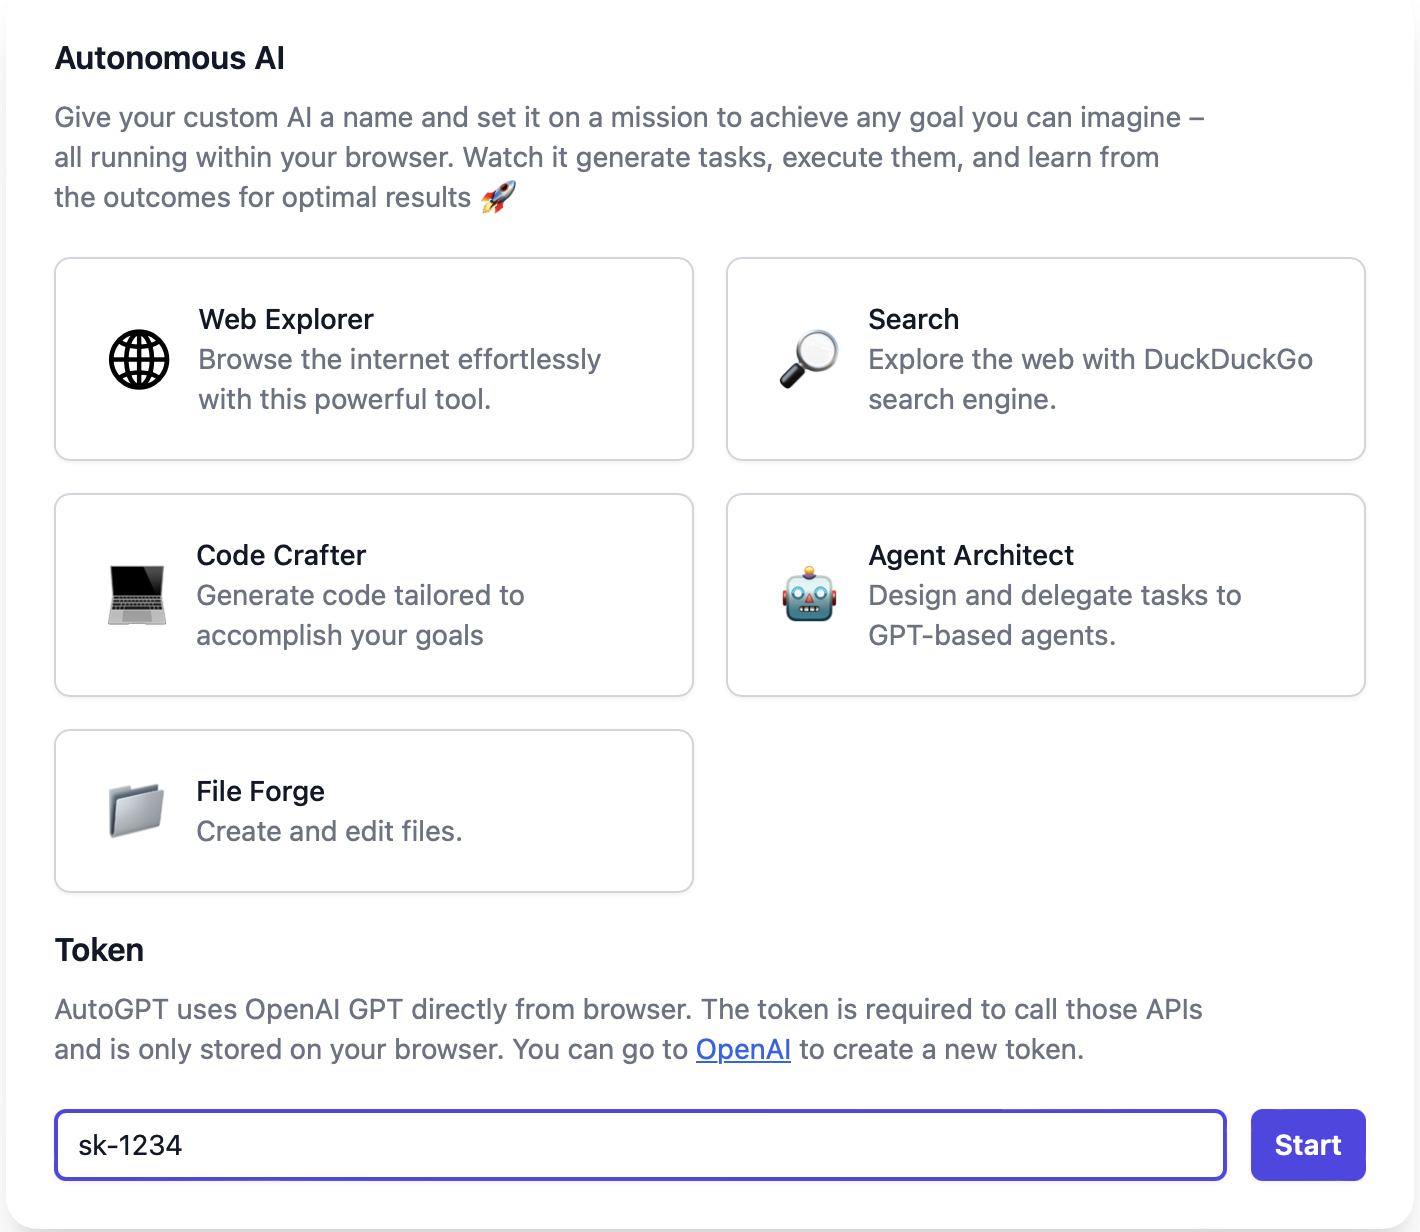 Autonomous AI
Give your custom AI a name and set it on a mission to achieve any goal you can imagine –
all running within your browser. Watch it generate tasks, execute them, and learn from
the outcomes for optimal results 🚀
Web Explorer
Browse the internet effortlessly
with this powerful tool.
Search
Explore the web with DuckDuckGo
search engine.
Code Crafter
Generate code tailored to
accomplish your goals
Agent Architect
Design and delegate tasks to
GPT-based agents.
File Forge
Create and edit files.
Token
AutoGPT uses OpenAI GPT directly from browser. The token is required to call those APIs
and is only stored on your browser. You can go to OpenAI to create a new token.
sk-1234
Start